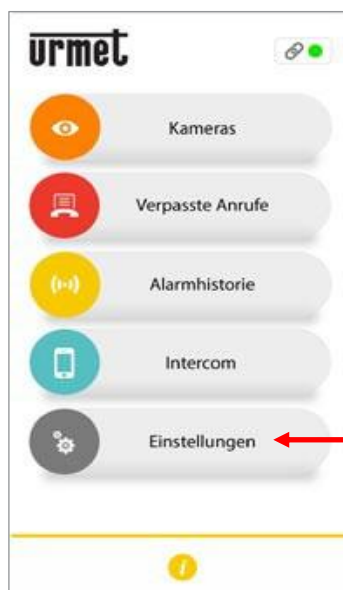 urmet
Kameras
Verpasste Anrufe
Alarmhistorie
Intercom
Einstellungen
i